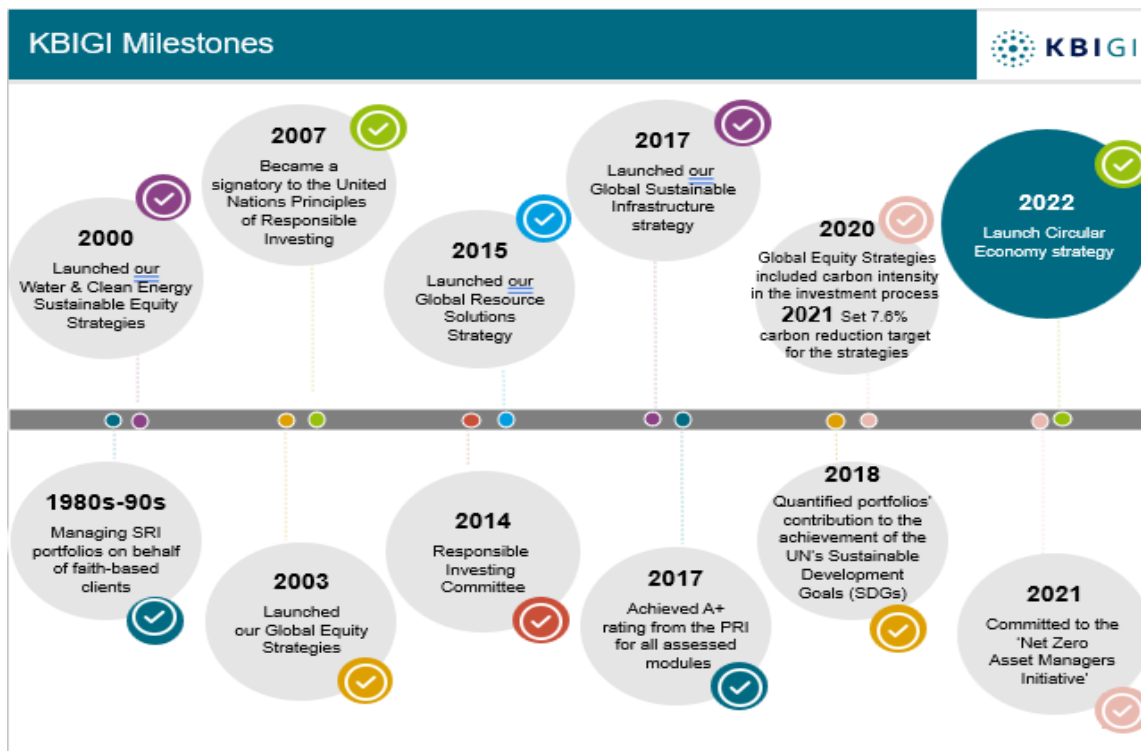 KBIGI Milestones
KBIGI
2000
Launched our
Water & Clean Energy
Sustainable Equity
Strategies
2007
Became a
signatory to the United
Nations Principles
of Responsible
Investing
2015
Launched our
Global Resource
Solutions
Strategy
2017
Launched our
Global Sustainable
Infrastructure
strategy
2020
Global Equity Strategies
included carbon intensity
in the investment process
2021 Set 7.6%
carbon reduction target
for the strategies
2022
Launch Circular
Economy strategy
1980s-90s
Managing SRI
portfolios on behalf
of faith-based
clients
2003
Launched
our Global Equity
Strategies
2014
Responsible
Investing
Committee
2017
Achieved A+
rating from the PRI
for all assessed
modules
2018
Quantified portfolios'
contribution to the
achievement of the
UN's Sustainable
Development
Goals (SDGs)
2021
Committed to the
'Net Zero
Asset Managers
Initiative'